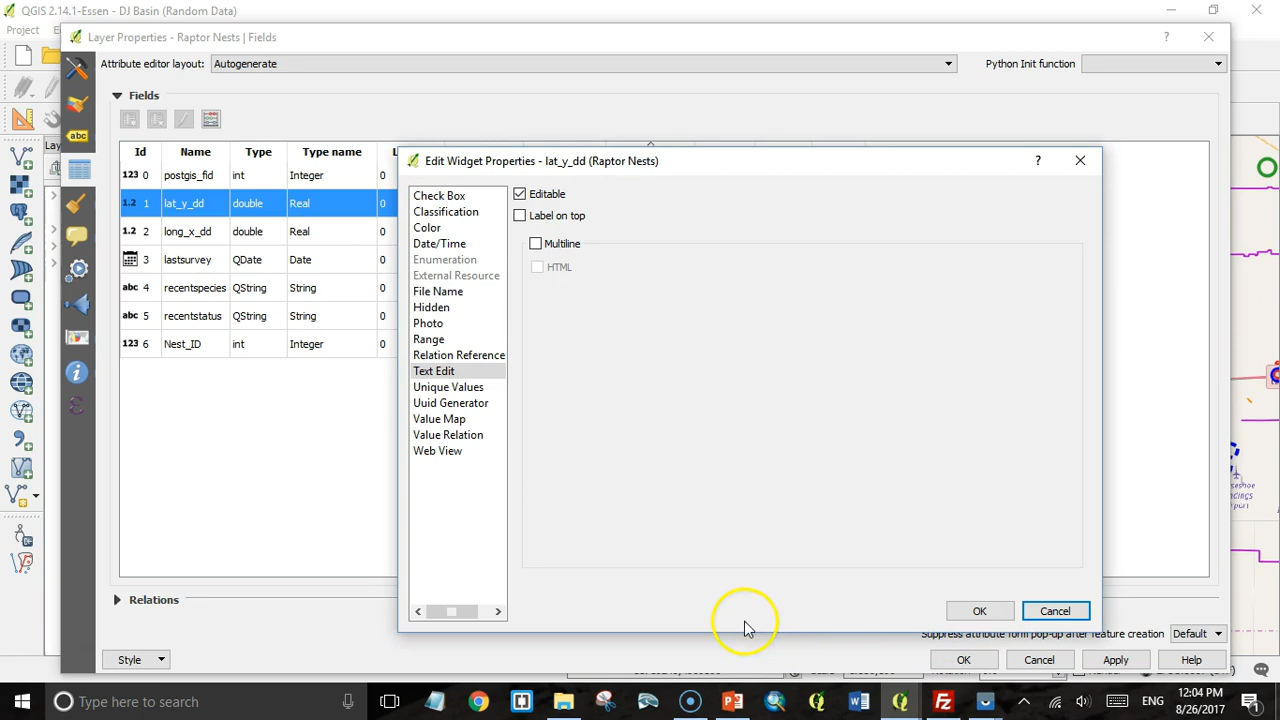 QGIS 2.14.1-Essen - DJ Basin (Random Data)
Project
Layer Properties - Raptor Nests | Fields
Attribute editor layout: Autogenerate Python Init function
Fields
Id Name Type Type name
123 0 postgis_fid int Integer 0
1.2 1 lat_y_dd double Real 0
1.2 2 long_x_dd double Real 0
3 lastsurvey QDate Date 0
abc 4 recentspecies QString String 0
abc 5 recentstatus QString String 0
123 6 Nest_ID int Integer 0
abc
Edit Widget Properties - lat_y_dd (Raptor Nests)
Check Box
Classification
Color
Date/Time
Enumeration
External Resource
File Name
Hidden
Photo
Range
Relation Reference
Text Edit
Unique Values
Uuid Generator
Value Map
Value Relation
Web View
Editable
Label on top
Multiline
HTML
OK Cancel
Relations
Suppress attribute form pop-up after feature creation Default
Style OK Cancel Apply Help
Type here to search
ENG
12:04 PM
8/26/2017